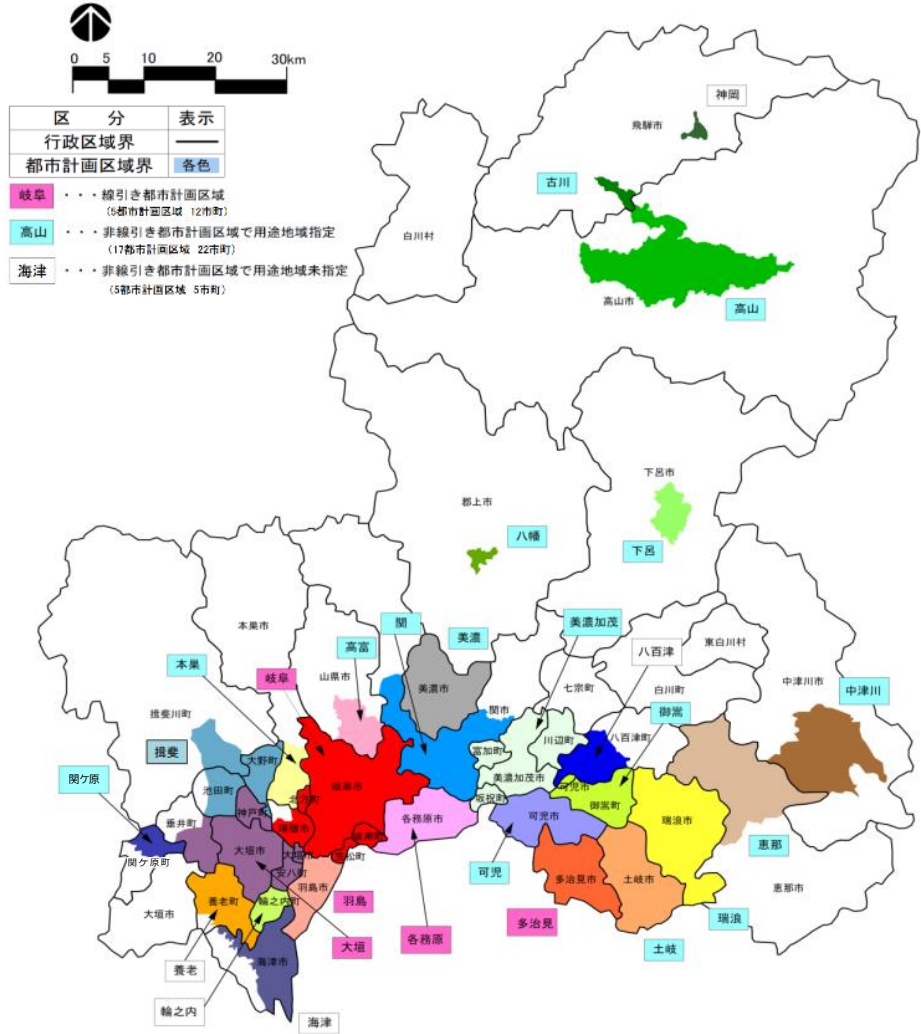 0 5 10 20 30km
区分 表示
行政区域界
都市計画区域界 各色
岐阜 ・・・線引き都市計画区域
(5都市計画区域 12市町)
高山 ・・・非線引き都市計画区域で用途地域指定
(17都市計画区域 22市町)
海津 ・・・非線引き都市計画区域で用途地域未指定
(5都市計画区域 5市町)
神岡
飛騨市
古川
白川村
高山市
高山
下呂市
郡上市
八幡
下呂
本巣市
関
美濃
美濃加茂
高富
東白川村
本巣
八百津
岐阜
山県市
美濃市
七宗町
白川町
中津川市
中津川
揖斐川町
関市
御嵩
揖斐
大野町
富加町
川辺町
八百津町
関ケ原
池田町
岐阜市
美濃加茂市
可児市
北方町
坂祝町
御嵩町
神戸町
垂井町
瑞穂市
各務原市
可児市
瑞浪市
岐南町
大垣市
大垣市
笠松町
恵那
関ケ原町
安八町
可児
羽島市
多治見市
土岐市
恵那市
養老町
輪之内町
羽島
大垣市
瑞浪
大垣
各務原
多治見
土岐
養老
海津市
輪之内
海津